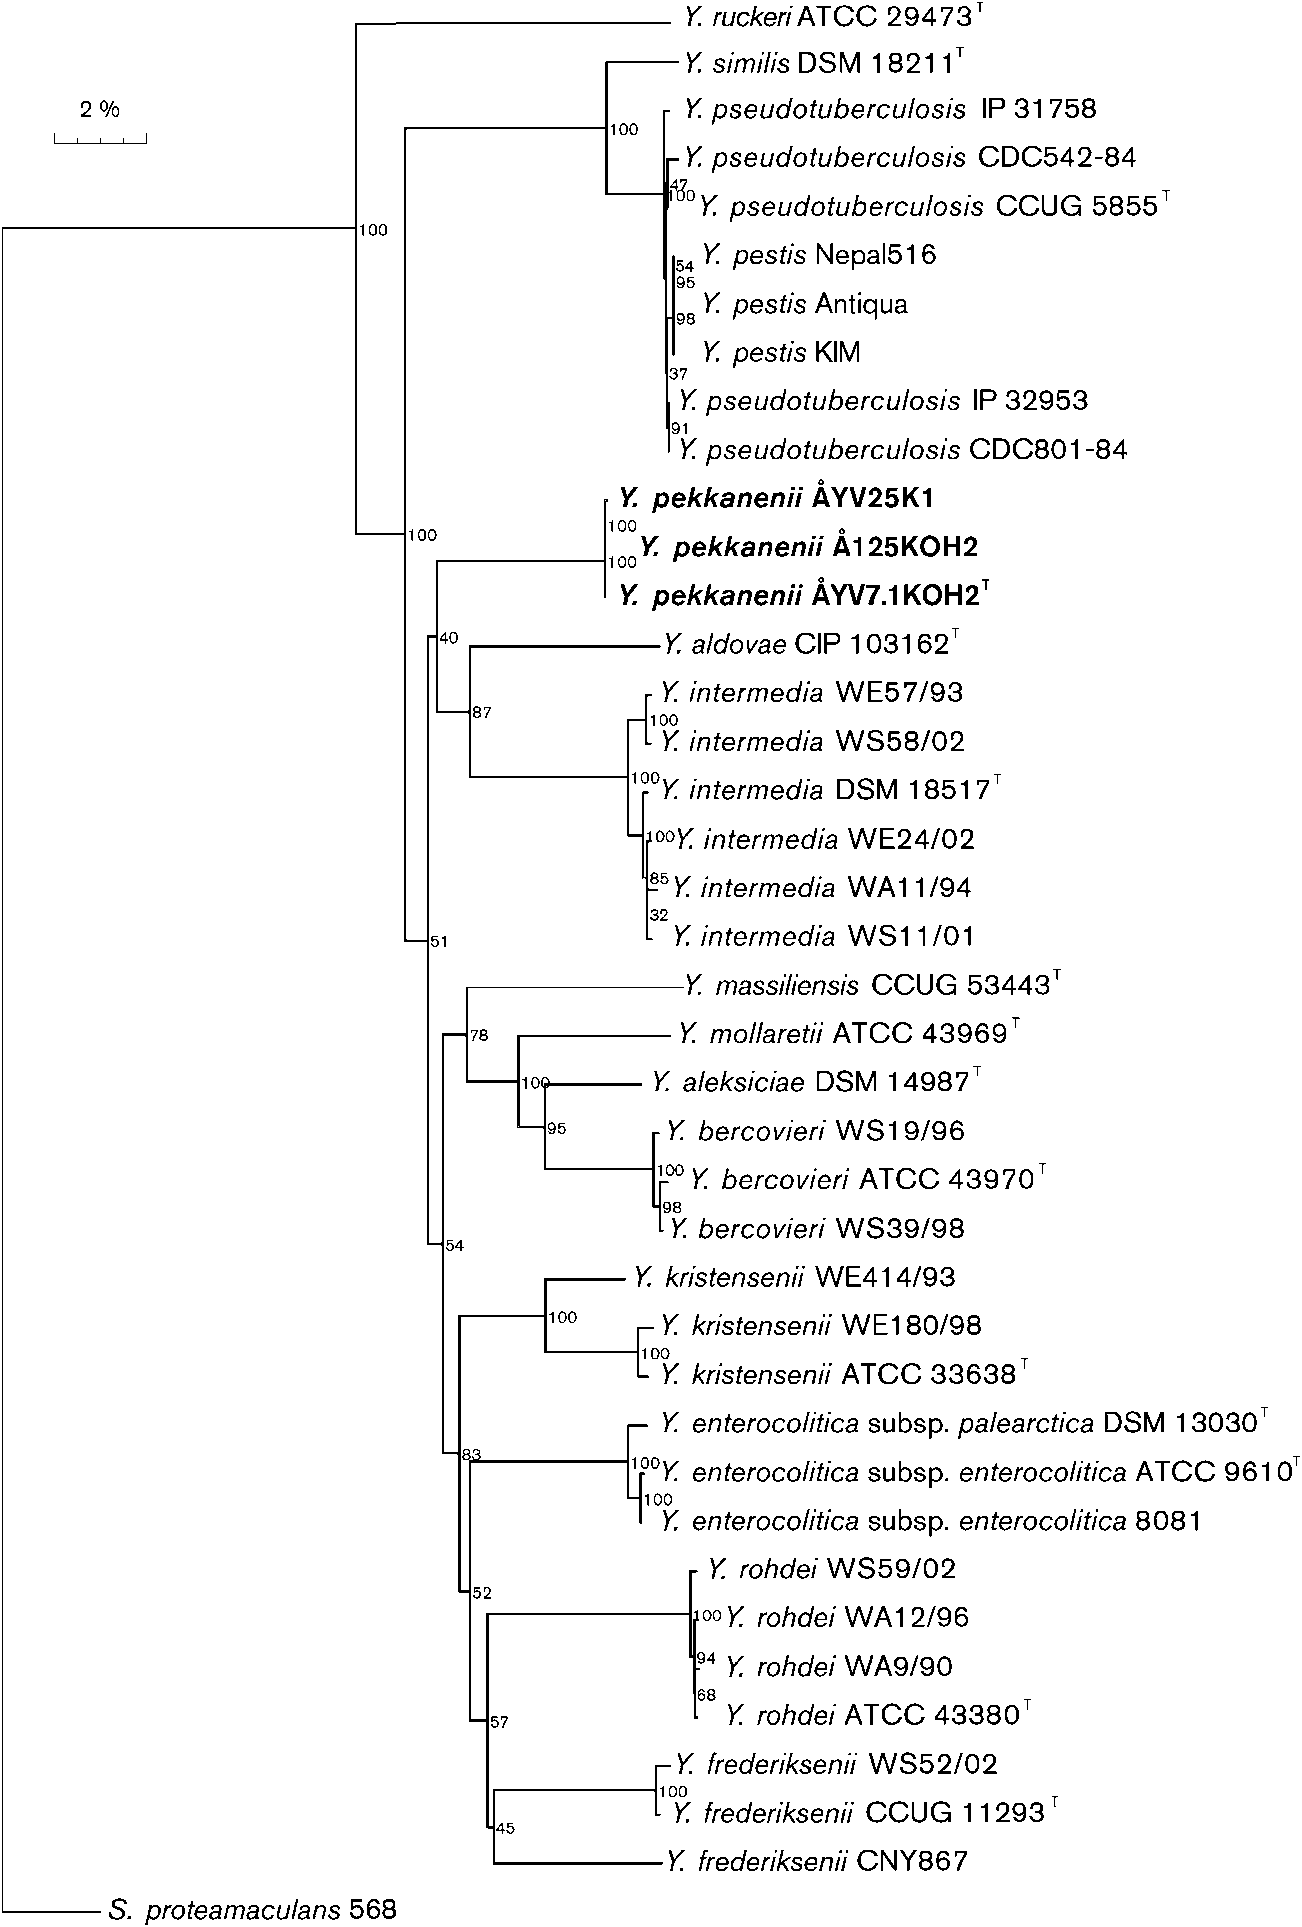 Y. ruckeri ATCC 29473T
Y. similis DSM 18211T
2 %
Y. pseudotuberculosis IP 31758
100
Y. pseudotuberculosis CDC542-84
47
100
Y. pseudotuberculosis CCUG 5855T
100
Y. pestis Nepal516
54
95
Y. pestis Antiqua
98
Y. pestis KIM
37
Y. pseudotuberculosis IP 32953
91
Y. pseudotuberculosis CDC801-84
Y. pekkanenii ÅYV25K1
100
100
Y. pekkanenii Å125KOH2
100
Y. pekkanenii ÅYV7.1KOH2T
40
Y. aldovae CIP 103162T
Y. intermedia WE57/93
87
100
Y. intermedia WS58/02
100
Y. intermedia DSM 18517T
100
Y. intermedia WE24/02
85
Y. intermedia WA11/94
32
Y. intermedia WS11/01
51
Y. massiliensis CCUG 53443T
78
Y. mollaretii ATCC 43969T
100
Y. aleksiciae DSM 14987T
95
Y. bercovieri WS19/96
100
Y. bercovieri ATCC 43970T
98
Y. bercovieri WS39/98
54
Y. kristensenii WE414/93
100
Y. kristensenii WE180/98
100
Y. kristensenii ATCC 33638T
Y. enterocolitica subsp. palearctica DSM 13030T
83
100
Y. enterocolitica subsp. enterocolitica ATCC 9610T
100
Y. enterocolitica subsp. enterocolitica 8081
Y. rohdei WS59/02
52
100
Y. rohdei WA12/96
94
Y. rohdei WA9/90
68
Y. rohdei ATCC 43380T
57
Y. frederiksenii WS52/02
100
Y. frederiksenii CCUG 11293T
45
Y. frederiksenii CNY867
S. proteamaculans 568